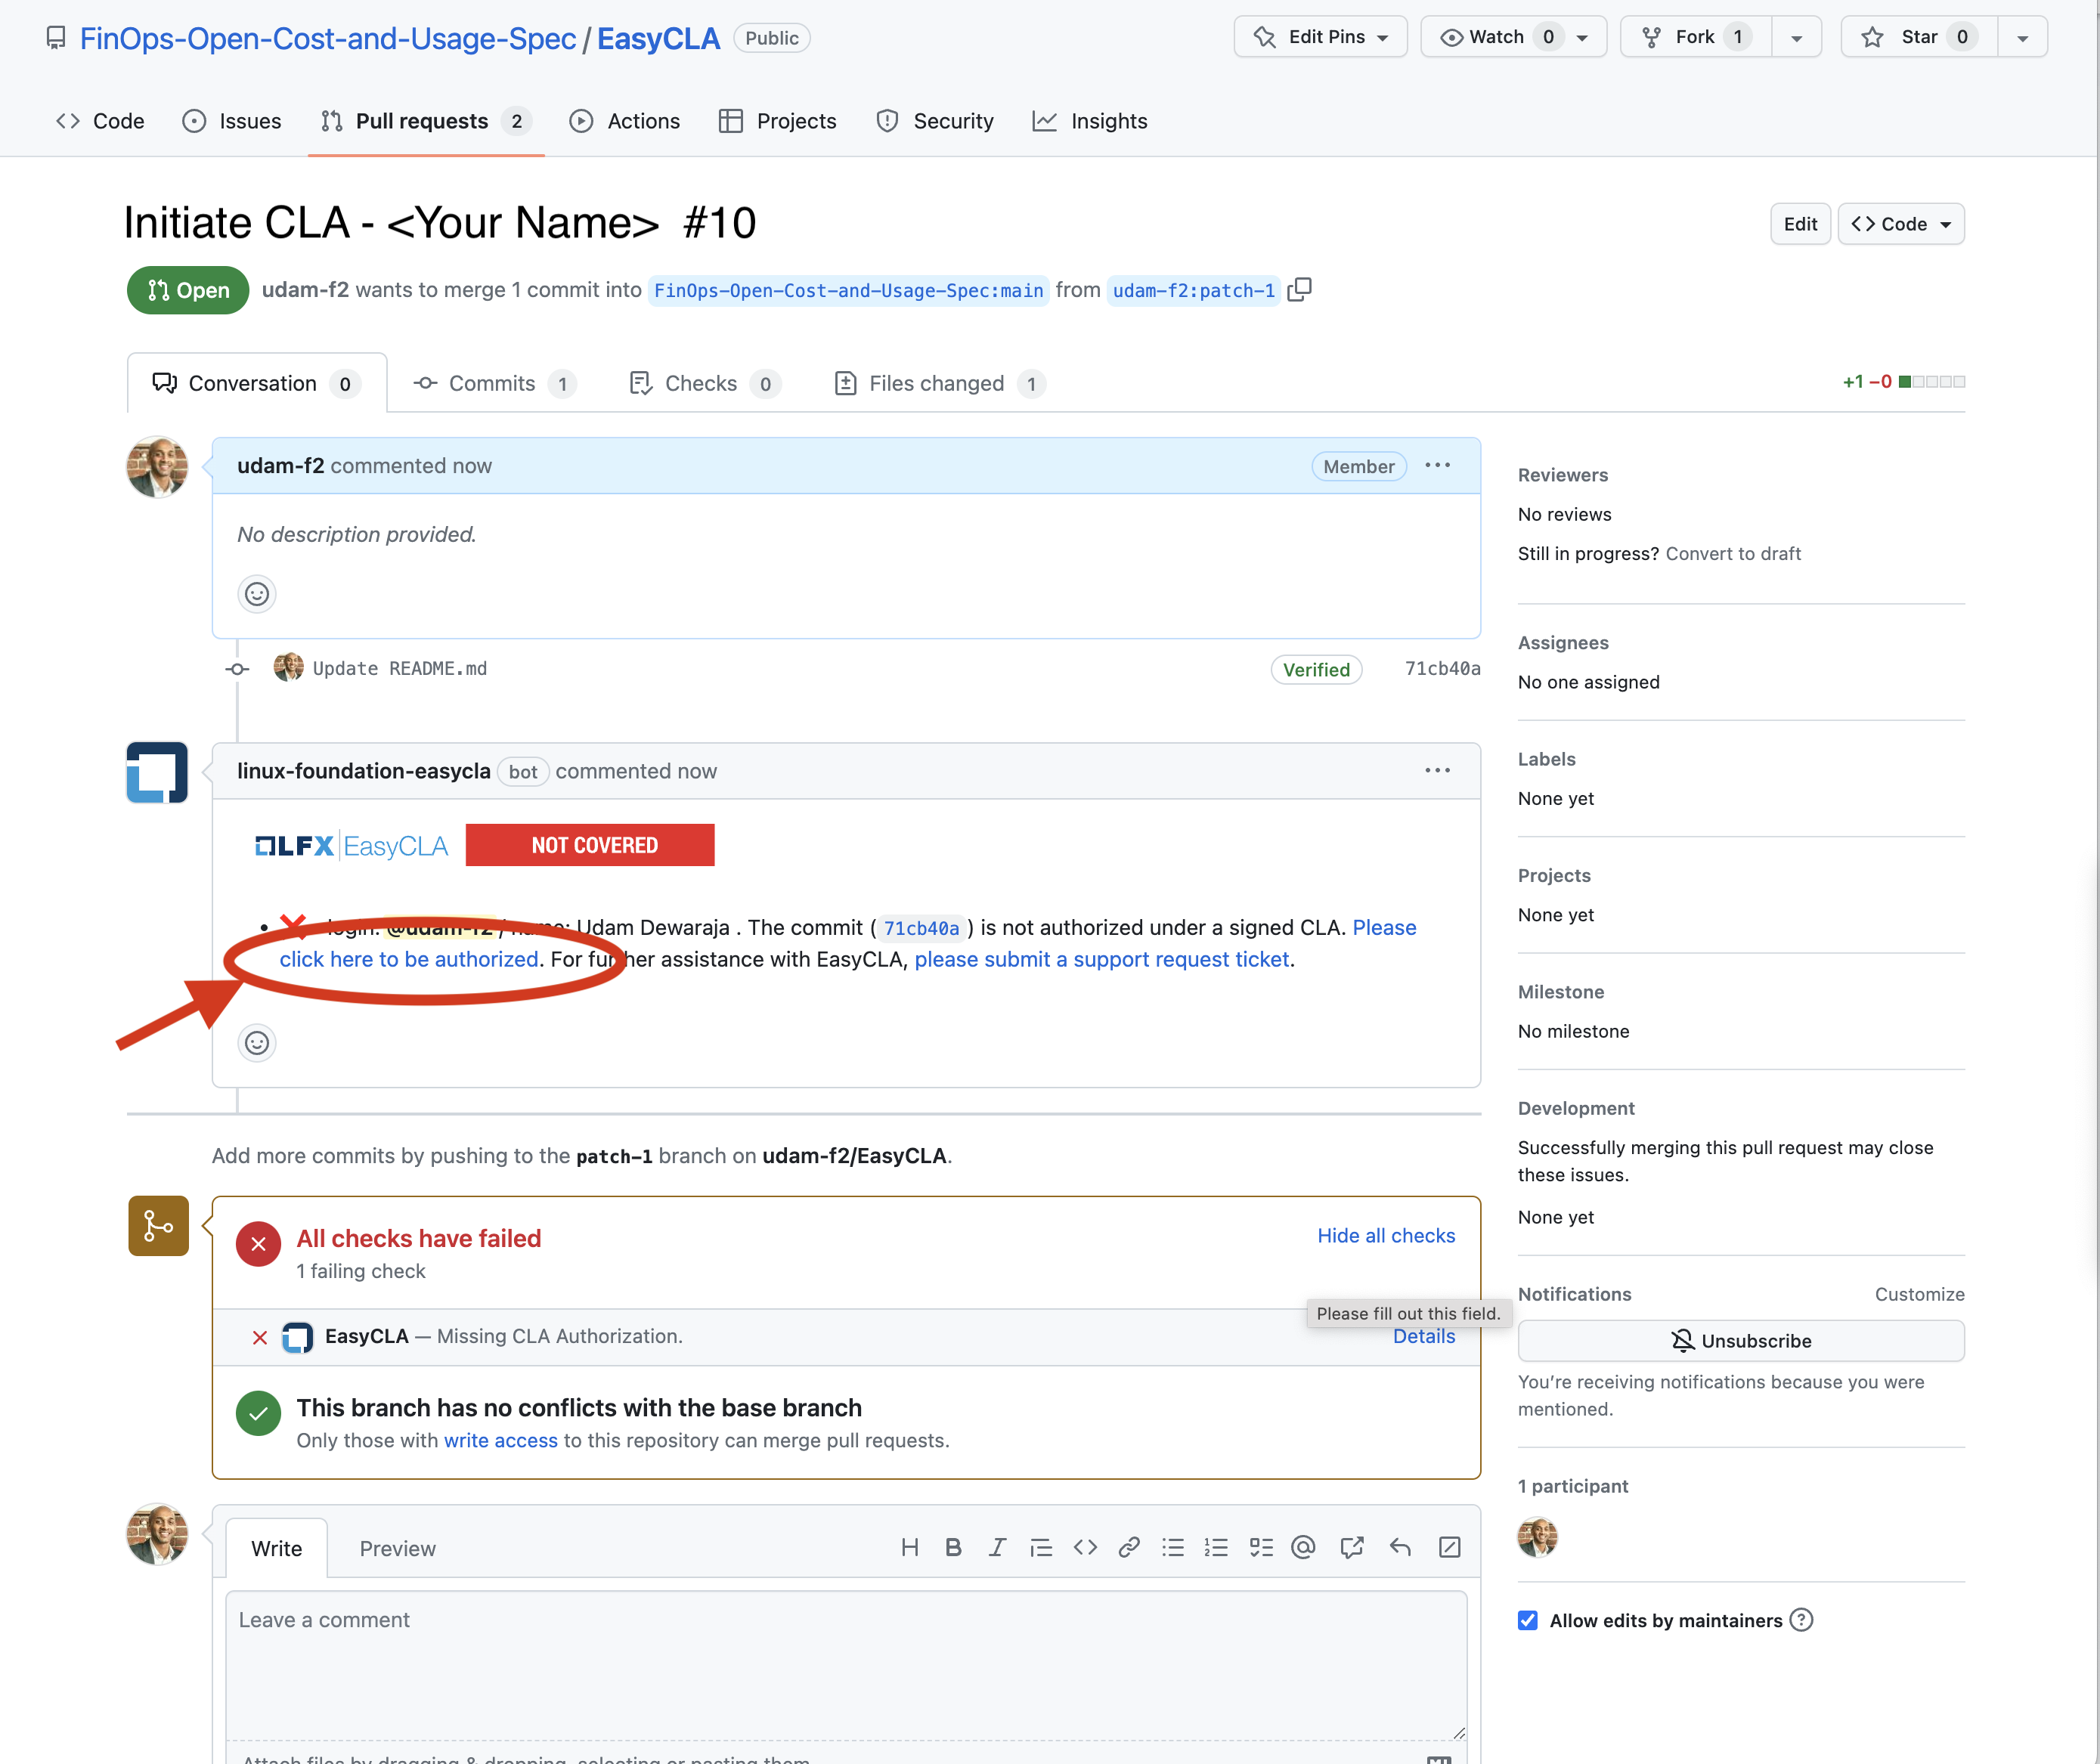 FinOps-Open-Cost-and-Usage-Spec / EasyCLA Public
Edit Pins Watch 0 Fork 1 Star 0
Code Issues Pull requests 2 Actions Projects Security Insights
Initiate CLA - <Your Name> #10
Edit <> Code
Open udam-f2 wants to merge 1 commit into FinOps-Open-Cost-and-Usage-Spec:main from udam-f2:patch-1
Conversation 0 Commits 1 Checks 0 Files changed 1
+1 −0
udam-f2 commented now
Member
No description provided.
Update README.md
Verified 71cb40a
linux-foundation-easycla bot commented now
LFX EasyCLA NOT COVERED
login: @udam-f2 / name: Udam Dewaraja . The commit ( 71cb40a ) is not authorized under a signed CLA. Please
click here to be authorized. For further assistance with EasyCLA, please submit a support request ticket.
Add more commits by pushing to the patch-1 branch on udam-f2/EasyCLA.
All checks have failed
Hide all checks
1 failing check
EasyCLA — Missing CLA Authorization.
Please fill out this field.
Details
This branch has no conflicts with the base branch
Only those with write access to this repository can merge pull requests.
Write Preview
Leave a comment
Attach files by dragging & dropping, selecting or pasting them.
Reviewers
No reviews
Still in progress? Convert to draft
Assignees
No one assigned
Labels
None yet
Projects
None yet
Milestone
No milestone
Development
Successfully merging this pull request may close
these issues.
None yet
Notifications Customize
Unsubscribe
You're receiving notifications because you were
mentioned.
1 participant
Allow edits by maintainers